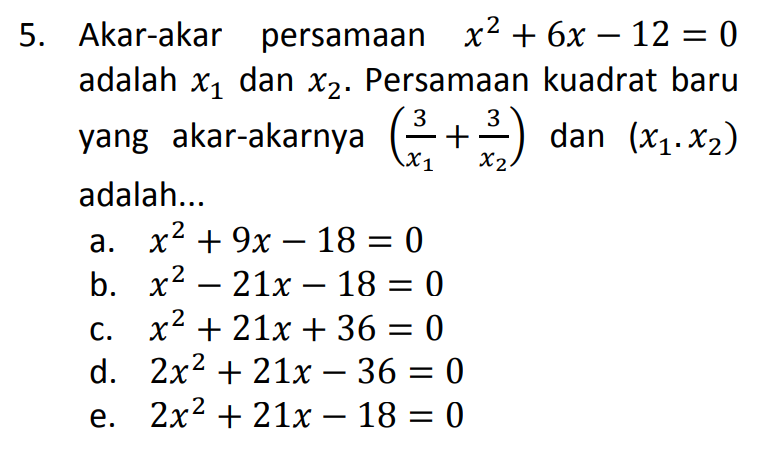 5. Akar-akar persamaan x² + 6x − 12 = 0
adalah x₁ dan x₂. Persamaan kuadrat baru
yang akar-akarnya (3/x₁ + 3/x₂) dan (x₁.x₂)
adalah...
a. x² + 9x − 18 = 0
b. x² − 21x − 18 = 0
c. x² + 21x + 36 = 0
d. 2x² + 21x − 36 = 0
e. 2x² + 21x − 18 = 0